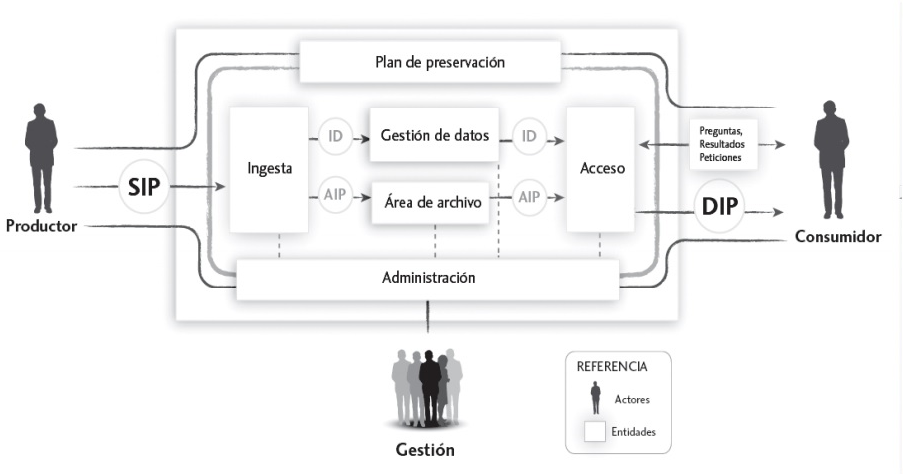 Plan de preservación
ID
Gestión de datos
ID
Preguntas,
Resultados
Peticiones
Ingesta
Acceso
SIP
AIP
Área de archivo
AIP
DIP
Productor
Consumidor
Administración
REFERENCIA
Actores
Entidades
Gestión